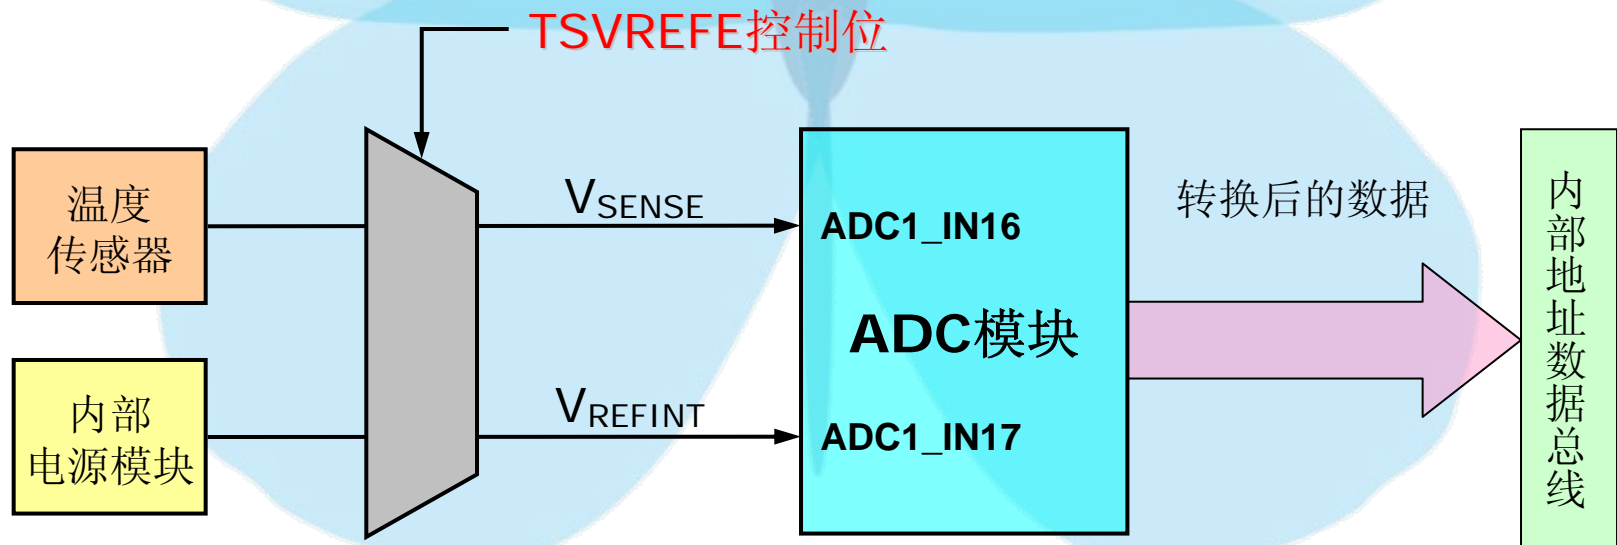 TSVREFE控制位
温度
传感器
内部
电源模块
VSENSE
VREFINT
ADC1_IN16
ADC模块
ADC1_IN17
转换后的数据
内部地址数据总线